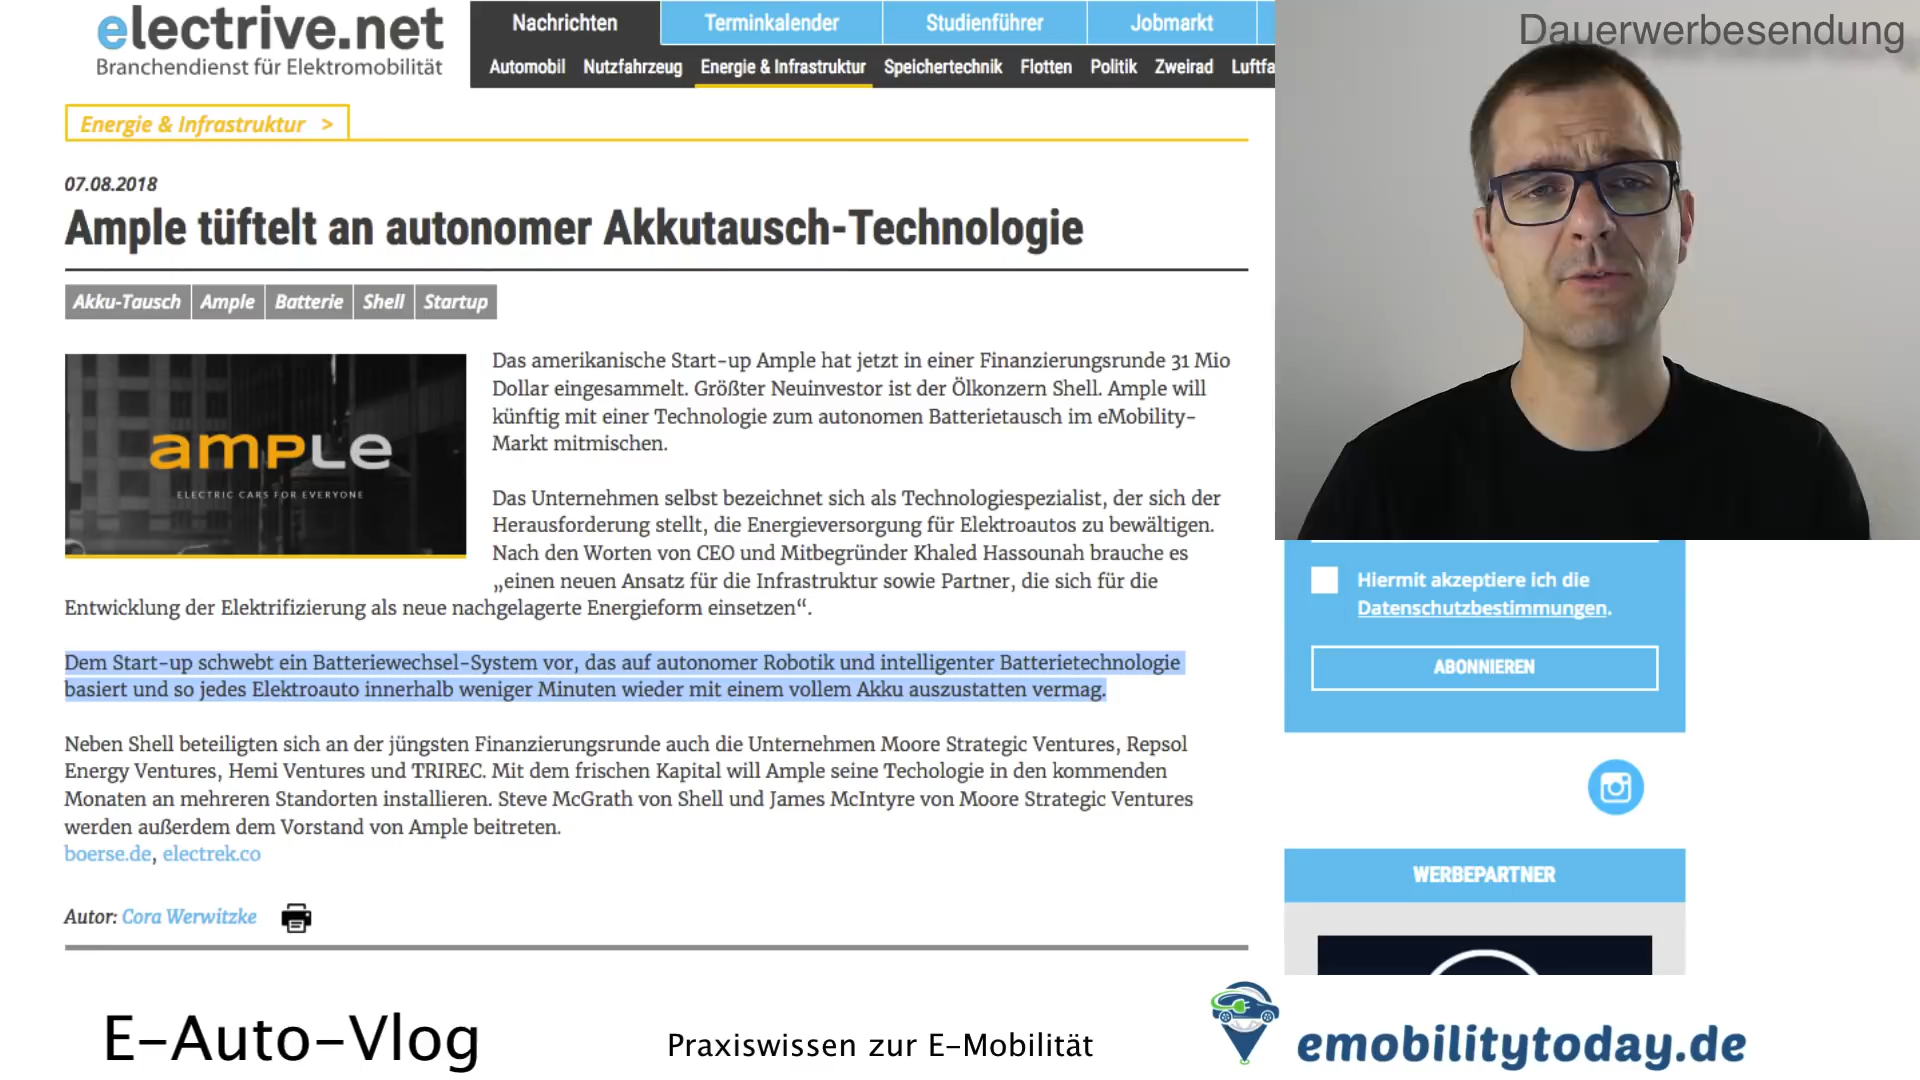 electrive.net
Branchendienst für Elektromobilität
Nachrichten
Terminkalender
Studienführer
Jobmarkt
Automobil Nutzfahrzeug Energie & Infrastruktur Speichertechnik Flotten Politik Zweirad Luftfa
Dauerwerbesendung
Energie & Infrastruktur >
07.08.2018
Ample tüftelt an autonomer Akkutausch-Technologie
Akku-Tausch Ample Batterie Shell Startup
AMPLE
ELECTRIC CARS FOR EVERYONE
Das amerikanische Start-up Ample hat jetzt in einer Finanzierungsrunde 31 Mio
Dollar eingesammelt. Größter Neuinvestor ist der Ölkonzern Shell. Ample will
künftig mit einer Technologie zum autonomen Batterietausch im eMobility-
Markt mitmischen.
Das Unternehmen selbst bezeichnet sich als Technologiespezialist, der sich der
Herausforderung stellt, die Energieversorgung für Elektroautos zu bewältigen.
Nach den Worten von CEO und Mitbegründer Khaled Hassounah brauche es
„einen neuen Ansatz für die Infrastruktur sowie Partner, die sich für die
Entwicklung der Elektrifizierung als neue nachgelagerte Energieform einsetzen“.
Dem Start-up schwebt ein Batteriewechsel-System vor, das auf autonomer Robotik und intelligenter Batterietechnologie
basiert und so jedes Elektroauto innerhalb weniger Minuten wieder mit einem vollem Akku auszustatten vermag.
Neben Shell beteiligten sich an der jüngsten Finanzierungsrunde auch die Unternehmen Moore Strategic Ventures, Repsol
Energy Ventures, Hemi Ventures und TRIREC. Mit dem frischen Kapital will Ample seine Techologie in den kommenden
Monaten an mehreren Standorten installieren. Steve McGrath von Shell und James McIntyre von Moore Strategic Ventures
werden außerdem dem Vorstand von Ample beitreten.
boerse.de, electrek.co
Autor: Cora Werwitzke
Hiermit akzeptiere ich die
Datenschutzbestimmungen.
ABONNIEREN
WERBEPARTNER
E-Auto-Vlog
Praxiswissen zur E-Mobilität
emobilitytoday.de